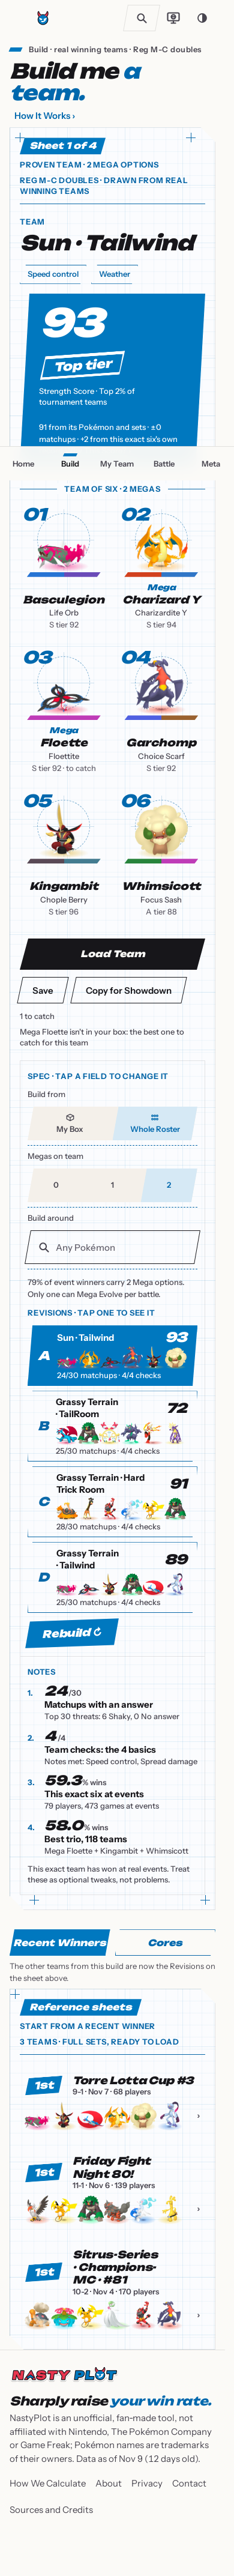 Build · real winning teams · Reg M-C doubles
Build me a
team.
How It Works ›
Sheet 1 of 4
PROVEN TEAM · 2 MEGA OPTIONS
REG M-C DOUBLES · DRAWN FROM REAL
WINNING TEAMS
TEAM
Sun · Tailwind
Speed control
Weather
93
Top tier
Strength Score · Top 2% of
tournament teams
91 from its Pokémon and sets · ±0
matchups · +2 from this exact six's own
Home
Build
My Team
Battle
Meta
TEAM OF SIX · 2 MEGAS
01
02
Basculegion
Life Orb
S tier 92
Mega
Charizard Y
Charizardite Y
S tier 94
03
04
Mega
Floette
Floettite
S tier 92 · to catch
Garchomp
Choice Scarf
S tier 92
05
06
Kingambit
Chople Berry
S tier 96
Whimsicott
Focus Sash
A tier 88
Load Team
Save
Copy for Showdown
1 to catch
Mega Floette isn't in your box: the best one to
catch for this team
SPEC · TAP A FIELD TO CHANGE IT
Build from
My Box
Whole Roster
Megas on team
0
1
2
Build around
Any Pokémon
79% of event winners carry 2 Mega options.
Only one can Mega Evolve per battle.
REVISIONS · TAP ONE TO SEE IT
A
Sun · Tailwind
93
24/30 matchups · 4/4 checks
B
Grassy Terrain
· TailRoom
72
25/30 matchups · 4/4 checks
C
Grassy Terrain · Hard
Trick Room
91
28/30 matchups · 4/4 checks
D
Grassy Terrain
· Tailwind
89
25/30 matchups · 4/4 checks
Rebuild
NOTES
1.
24/30
Matchups with an answer
Top 30 threats: 6 Shaky, 0 No answer
2.
4/4
Team checks: the 4 basics
Notes met: Speed control, Spread damage
3.
59.3% wins
This exact six at events
79 players, 473 games at events
4.
58.0% wins
Best trio, 118 teams
Mega Floette + Kingambit + Whimsicott
This exact team has won at real events. Treat
these as optional tweaks, not problems.
Recent Winners
Cores
The other teams from this build are now the Revisions on
the sheet above.
Reference sheets
START FROM A RECENT WINNER
3 TEAMS · FULL SETS, READY TO LOAD
1st
Torre Lotta Cup #3
9-1 · Nov 7 · 68 players
›
1st
Friday Fight
Night 80!
11-1 · Nov 6 · 139 players
›
1st
Sitrus-Series
· Champions-
MC · #81
10-2 · Nov 4 · 170 players
›
NASTY PLOT
Sharply raise your win rate.
NastyPlot is an unofficial, fan-made tool, not
affiliated with Nintendo, The Pokémon Company
or Game Freak; Pokémon names are trademarks
of their owners. Data as of Nov 9 (12 days old).
How We Calculate
About
Privacy
Contact
Sources and Credits